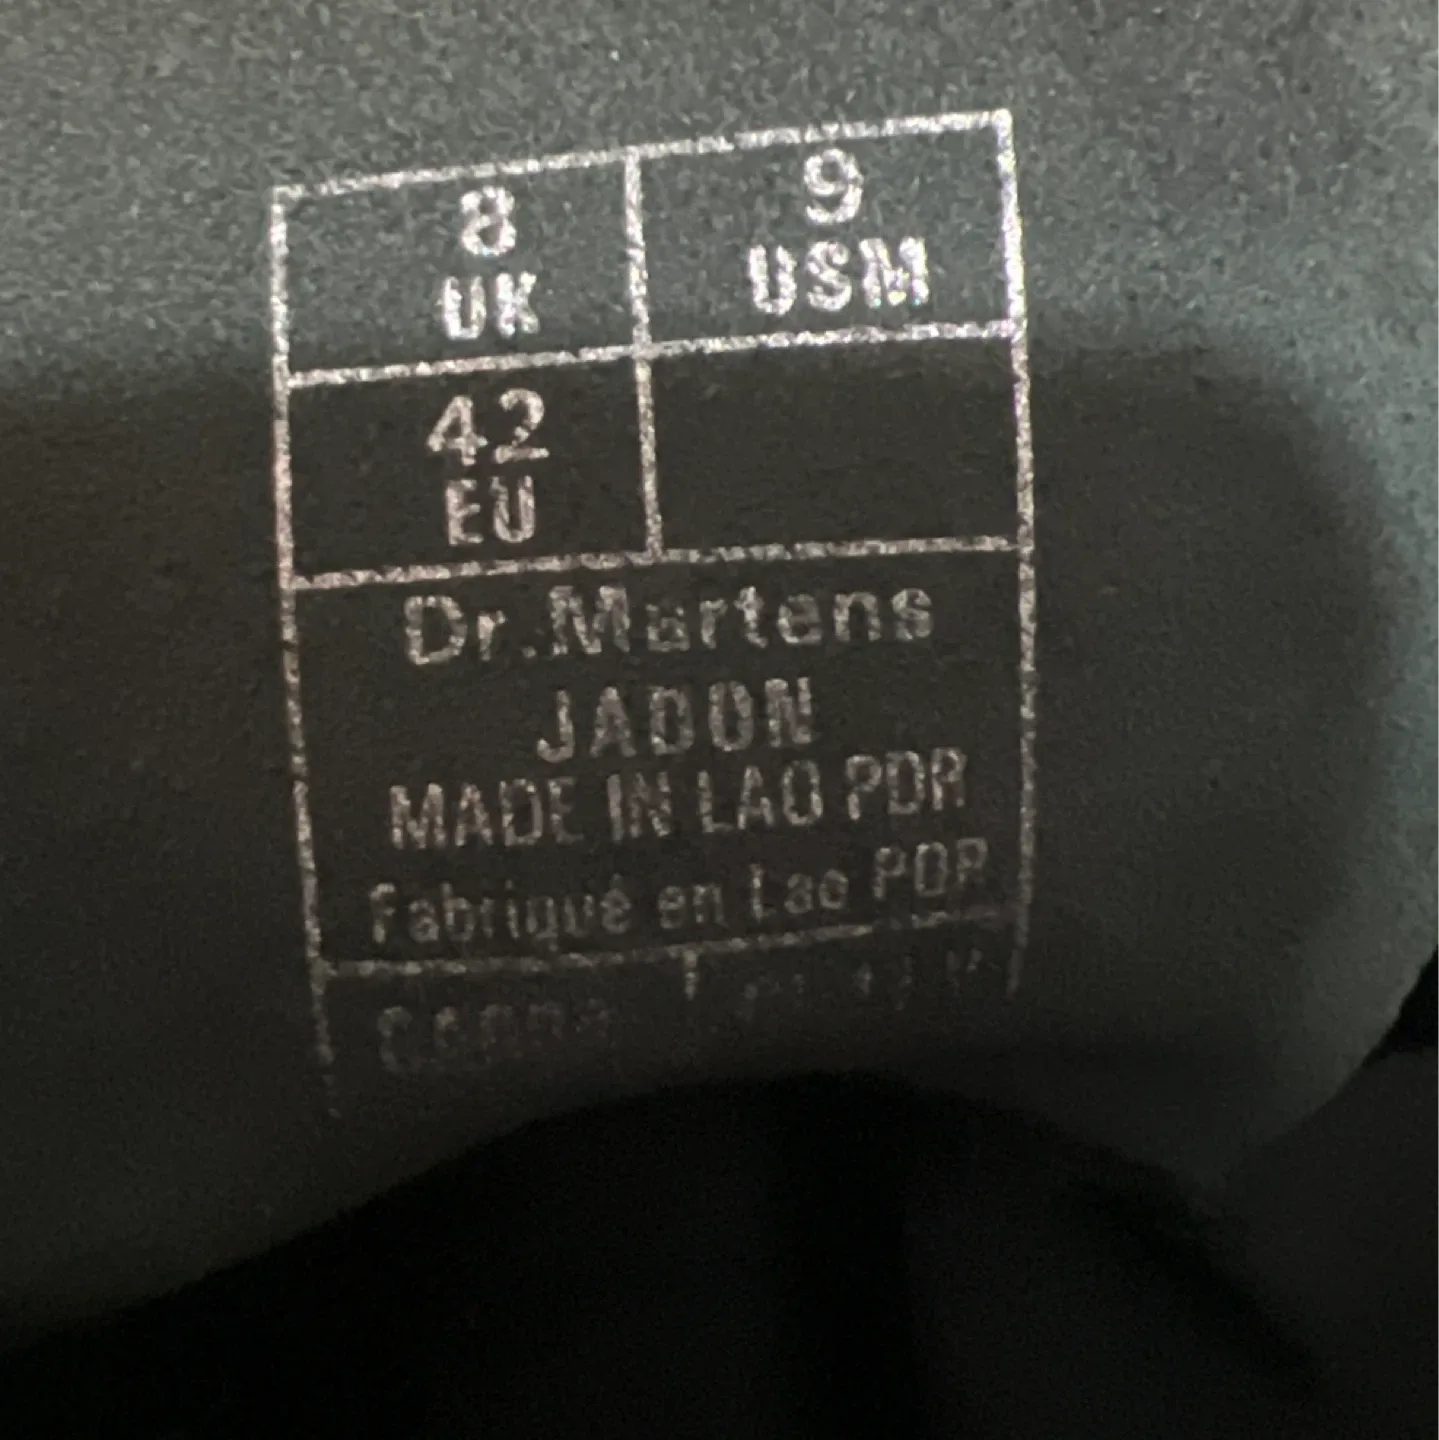 8 9
UK USM
42
EU
Dr.Martens
JADON
MADE IN LAO PDR
Fabriqué en Lao PDR